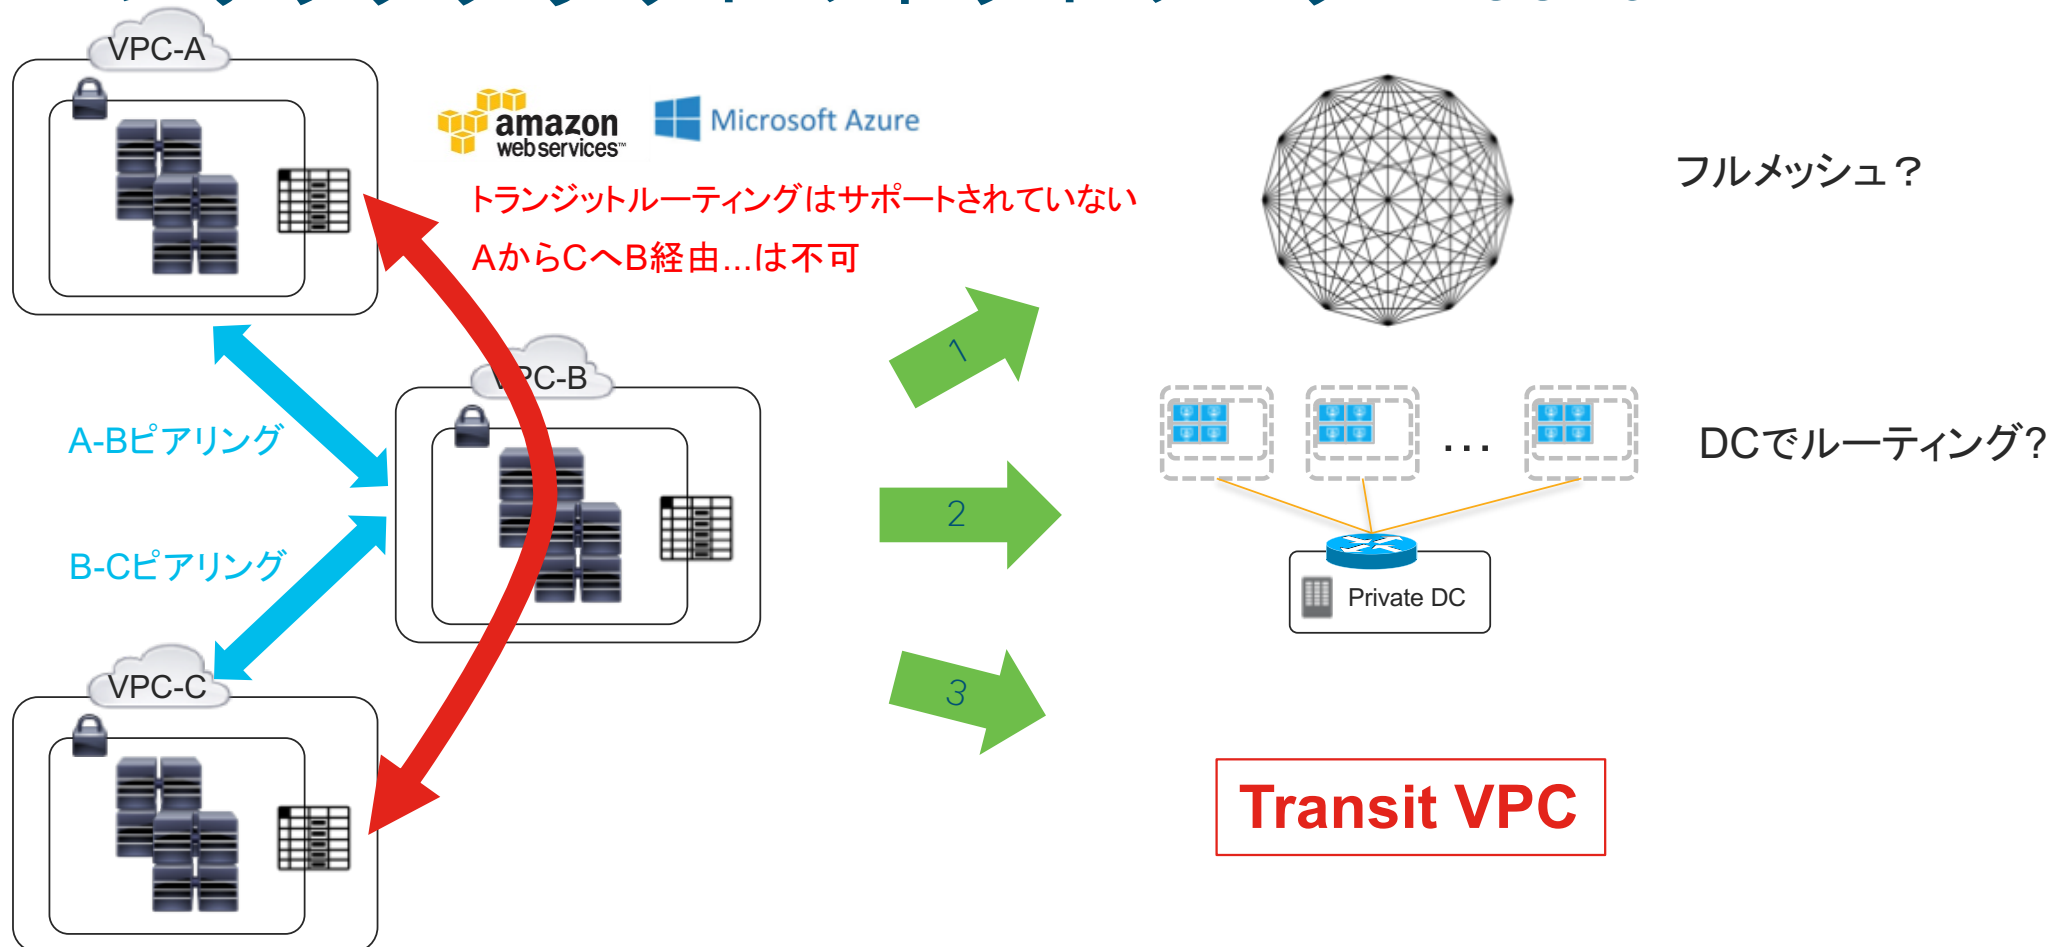 VPC-A
amazon
web services™
Microsoft Azure
トランジットルーティングはサポートされていない
AからCへB経由...は不可
フルメッシュ？
1
VPC-B
A-Bピアリング
B-Cピアリング
2
...
DCでルーティング?
Private DC
VPC-C
3
Transit VPC